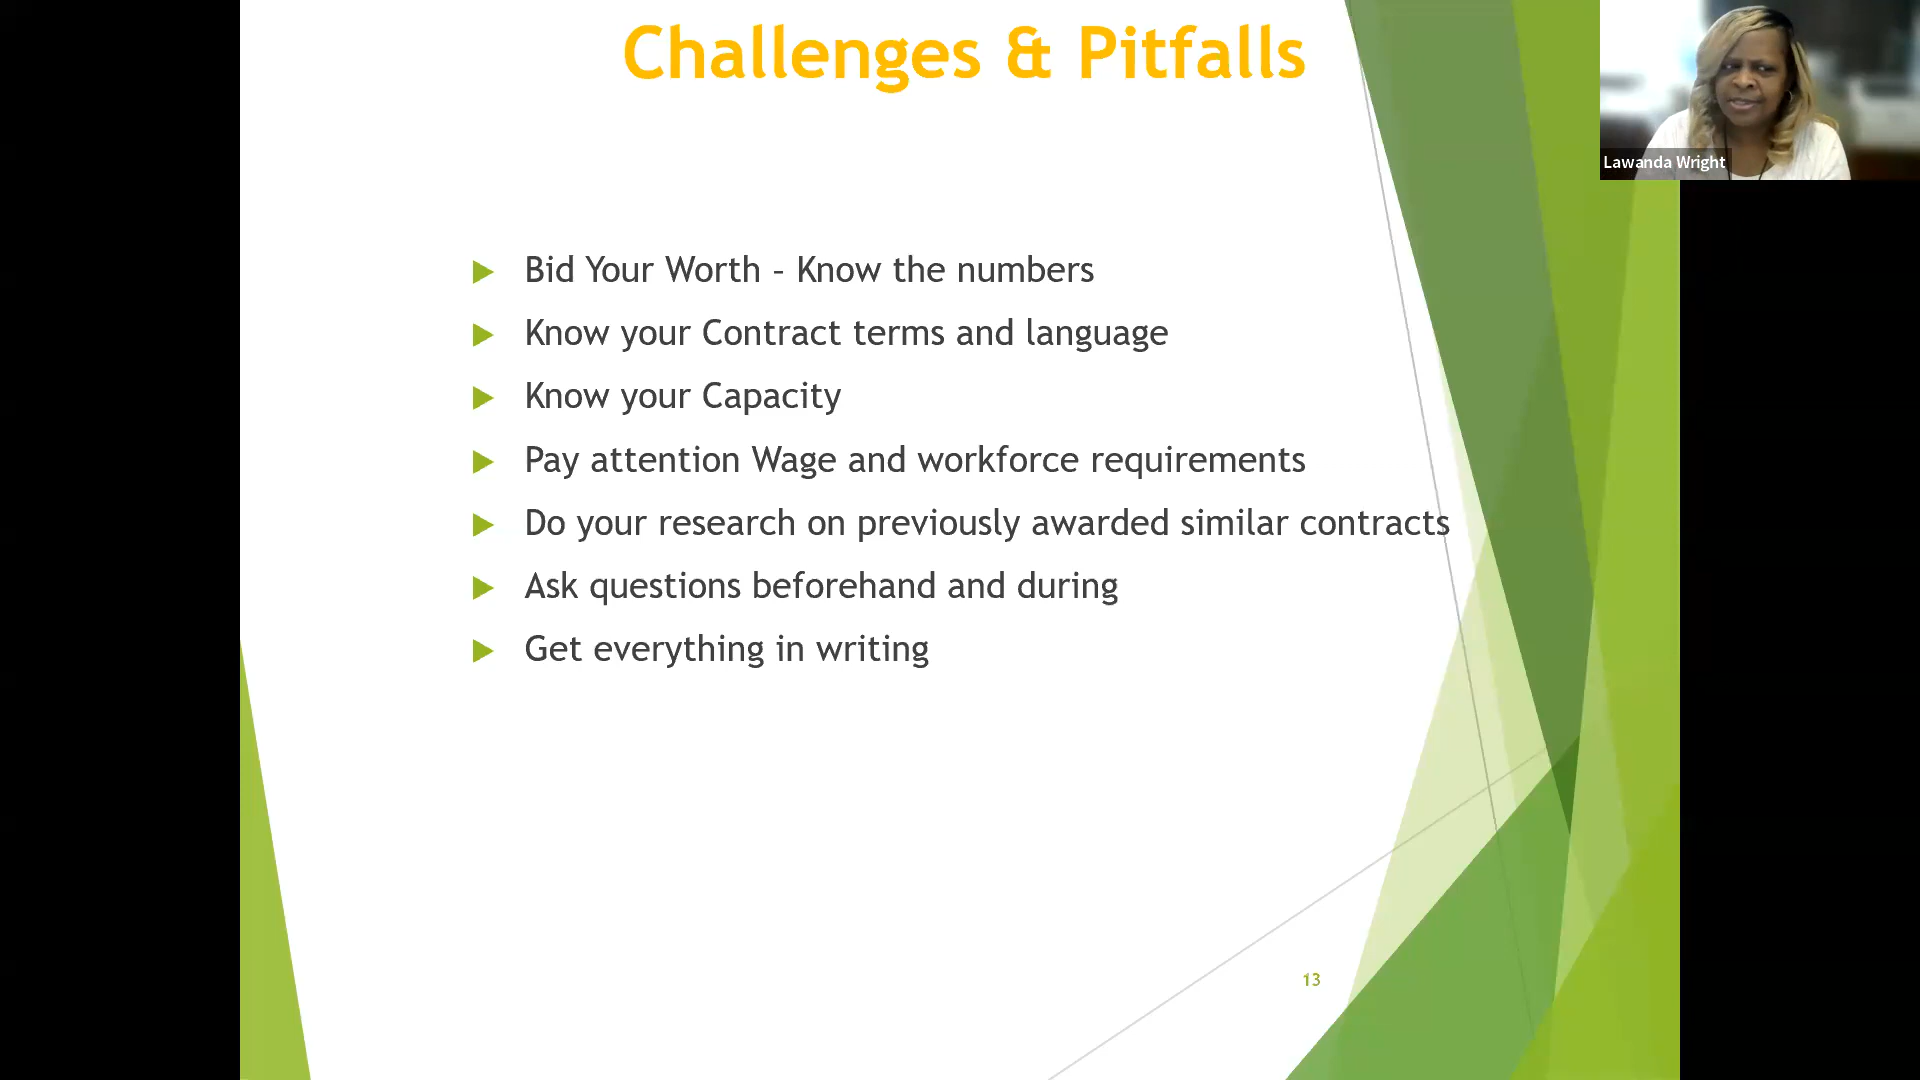 Challenges & Pitfalls
Lawanda Wright
Bid Your Worth – Know the numbers
Know your Contract terms and language
Know your Capacity
Pay attention Wage and workforce requirements
Do your research on previously awarded similar contracts
Ask questions beforehand and during
Get everything in writing
13